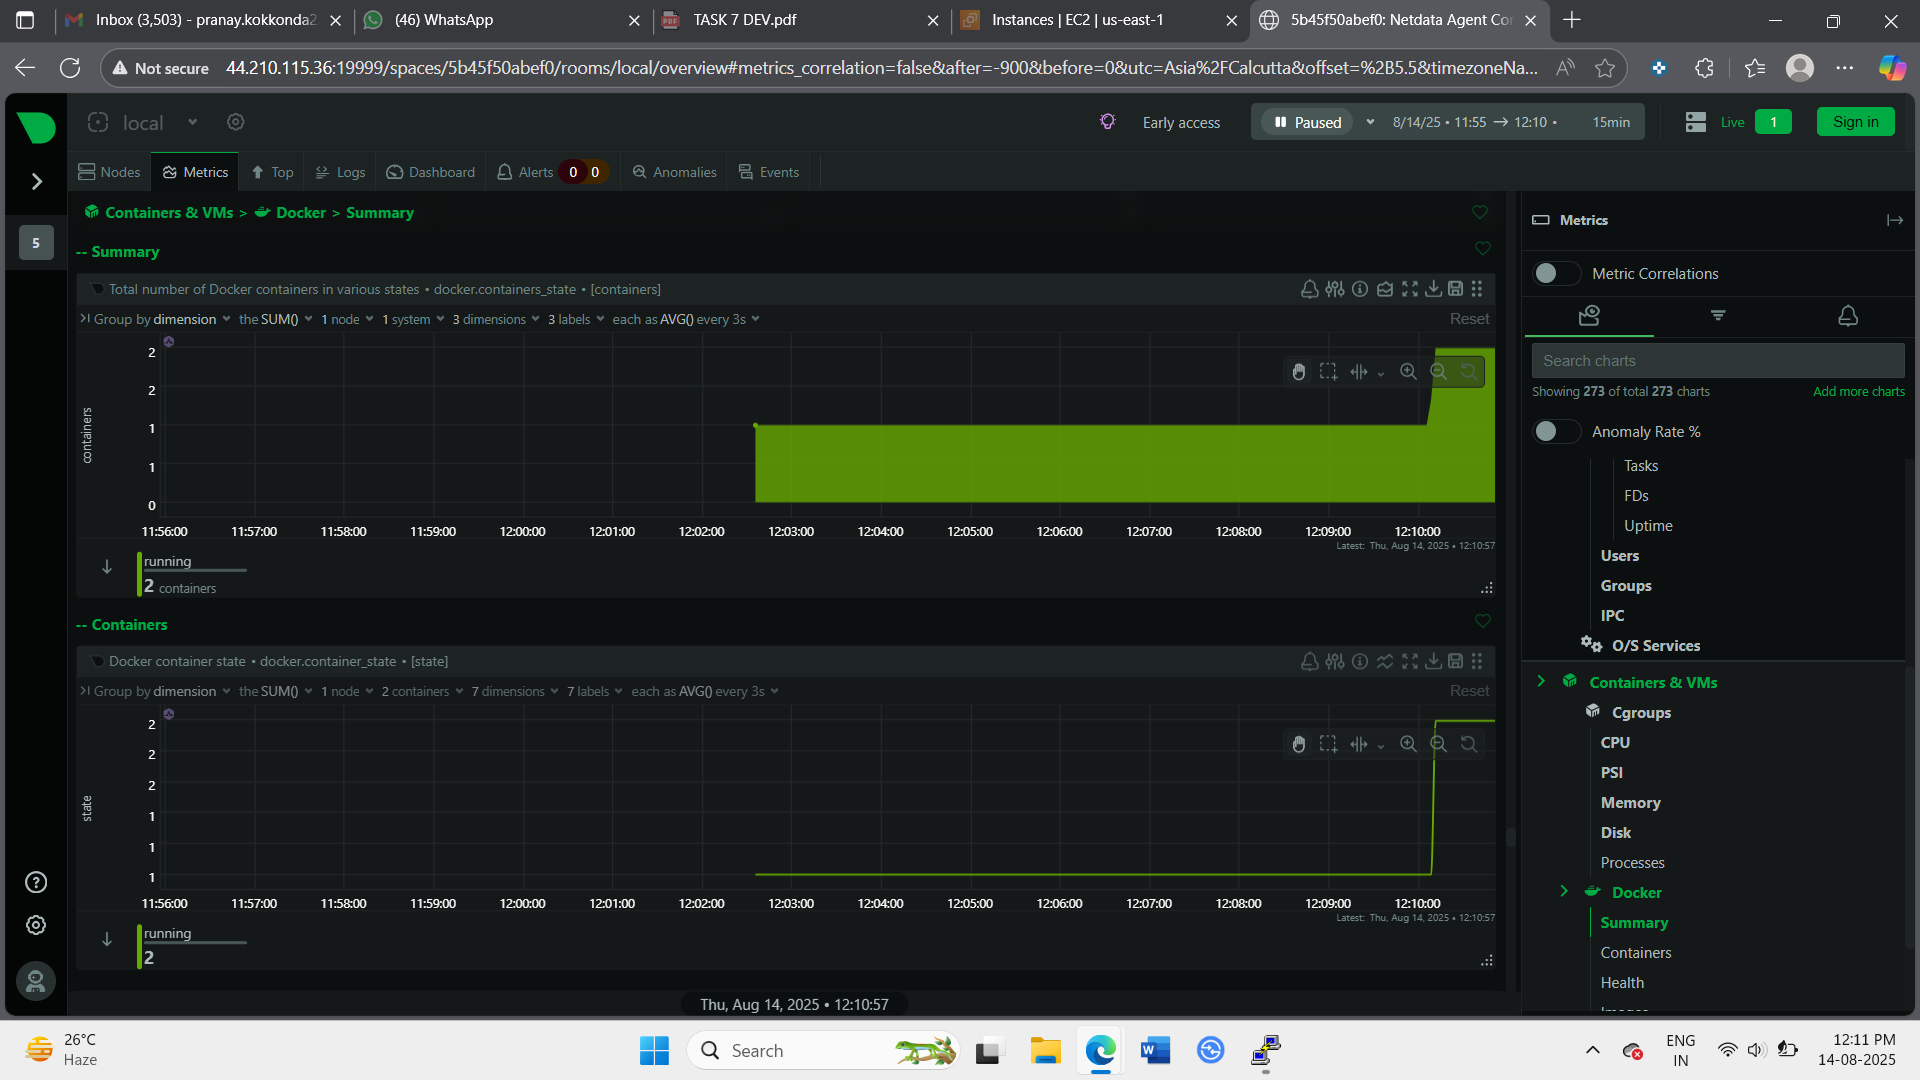 Inbox (3,503) - pranay.kokkonda2
(46) WhatsApp
TASK 7 DEV.pdf
Instances | EC2 | us-east-1
5b45f50abef0: Netdata Agent Co
Not secure
44.210.115.36:19999/spaces/5b45f50abef0/rooms/local/overview#metrics_correlation=false&after=-900&before=0&utc=Asia%2FCalcutta&offset=%2B5.5&timezoneNa...
local
Early access
Paused
8/14/25 • 11:55 → 12:10 •
15min
Live
1
Sign in
Nodes
Metrics
Top
Logs
Dashboard
Alerts
0
0
Anomalies
Events
5
Containers & VMs > Docker > Summary
-- Summary
Total number of Docker containers in various states • docker.containers_state • [containers]
Group by dimension the SUM() 1 node 1 system 3 dimensions 3 labels each as AVG() every 3s
Reset
containers
2
2
1
1
0
11:56:00 11:57:00 11:58:00 11:59:00 12:00:00 12:01:00 12:02:00 12:03:00 12:04:00 12:05:00 12:06:00 12:07:00 12:08:00 12:09:00 12:10:00
Latest: Thu, Aug 14, 2025 • 12:10:57
running
2 containers
-- Containers
Docker container state • docker.container_state • [state]
Group by dimension the SUM() 1 node 2 containers 7 dimensions 7 labels each as AVG() every 3s
Reset
state
2
2
2
1
1
1
11:56:00 11:57:00 11:58:00 11:59:00 12:00:00 12:01:00 12:02:00 12:03:00 12:04:00 12:05:00 12:06:00 12:07:00 12:08:00 12:09:00 12:10:00
Latest: Thu, Aug 14, 2025 • 12:10:57
running
2
Thu, Aug 14, 2025 • 12:10:57
Metrics
Metric Correlations
Search charts
Showing 273 of total 273 charts
Add more charts
Anomaly Rate %
Tasks
FDs
Uptime
Users
Groups
IPC
O/S Services
Containers & VMs
Cgroups
CPU
PSI
Memory
Disk
Processes
Docker
Summary
Containers
Health
26°C
Haze
Search
ENG
IN
12:11 PM
14-08-2025